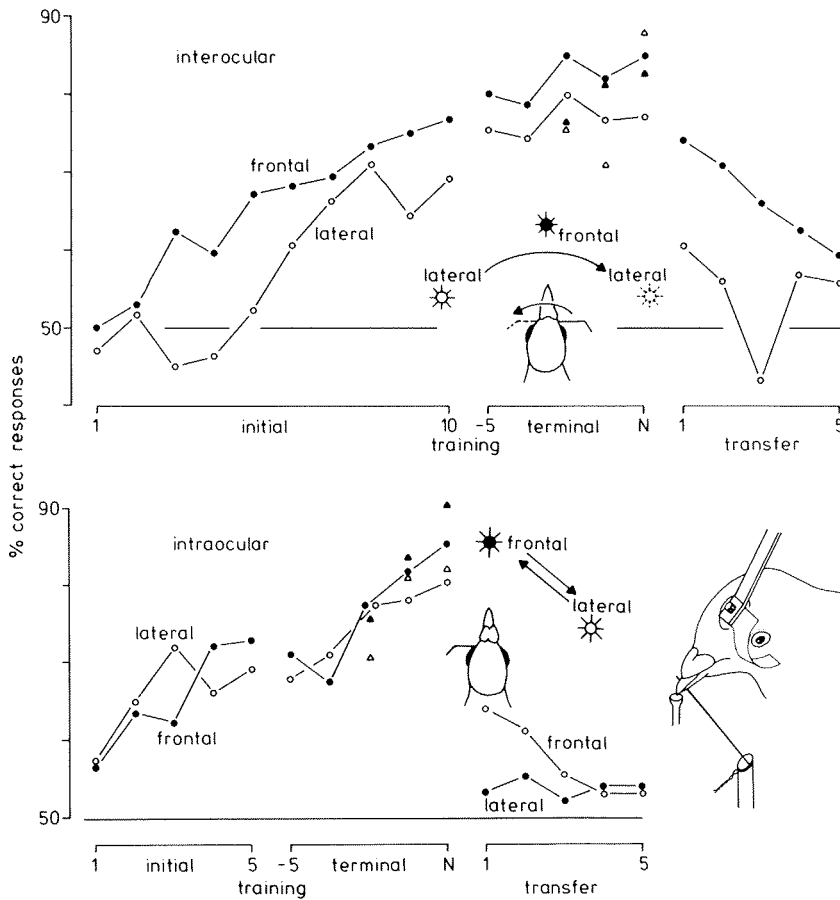 90
interocular
frontal
lateral
frontal
lateral
lateral
50
1
initial
10
-5
terminal
N
1
transfer
5
training
% correct responses
90
intraocular
frontal
lateral
lateral
frontal
frontal
lateral
50
1
initial
5
-5
terminal
N
1
5
training
transfer